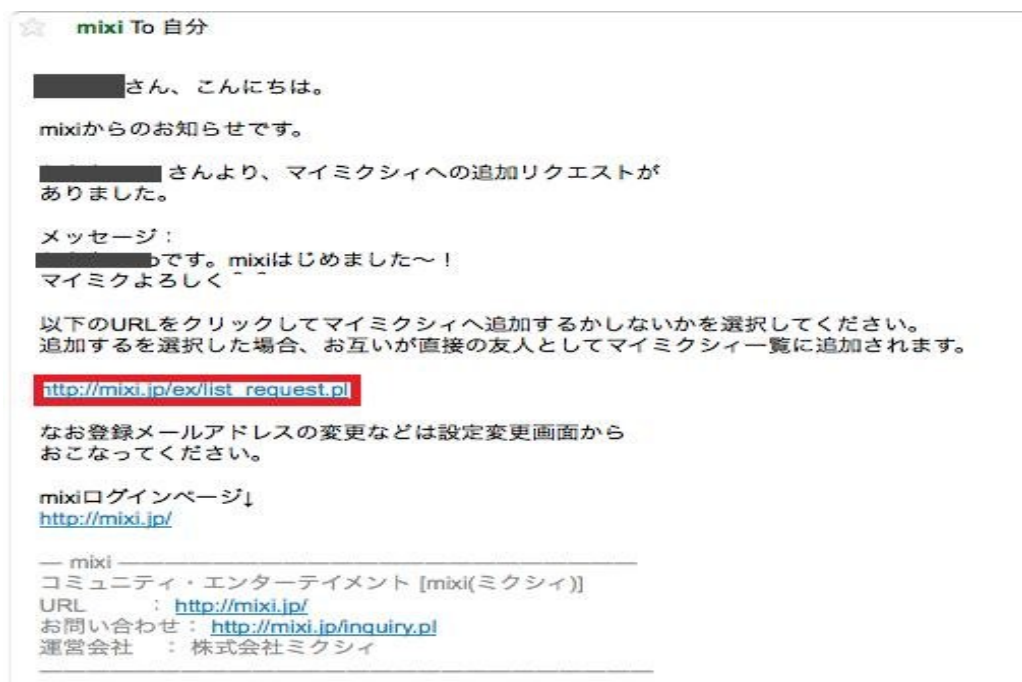 mixi To 自分
さん、こんにちは。
mixiからのお知らせです。
さんより、マイミクシィへの追加リクエストが
ありました。
メッセージ：
です。mixiはじめました〜！
マイミクよろしく＾＾
以下のURLをクリックしてマイミクシィへ追加するかしないかを選択してください。
追加するを選択した場合、お互いが直接の友人としてマイミクシィ一覧に追加されます。
http://mixi.jp/ex/list_request.pl
なお登録メールアドレスの変更などは設定変更画面から
おこなってください。
mixiログインページ↓
http://mixi.jp/
— mixi —
コミュニティ・エンターテイメント [mixi(ミクシィ)]
URL ： http://mixi.jp/
お問い合わせ： http://mixi.jp/inquiry.pl
運営会社 ： 株式会社ミクシィ